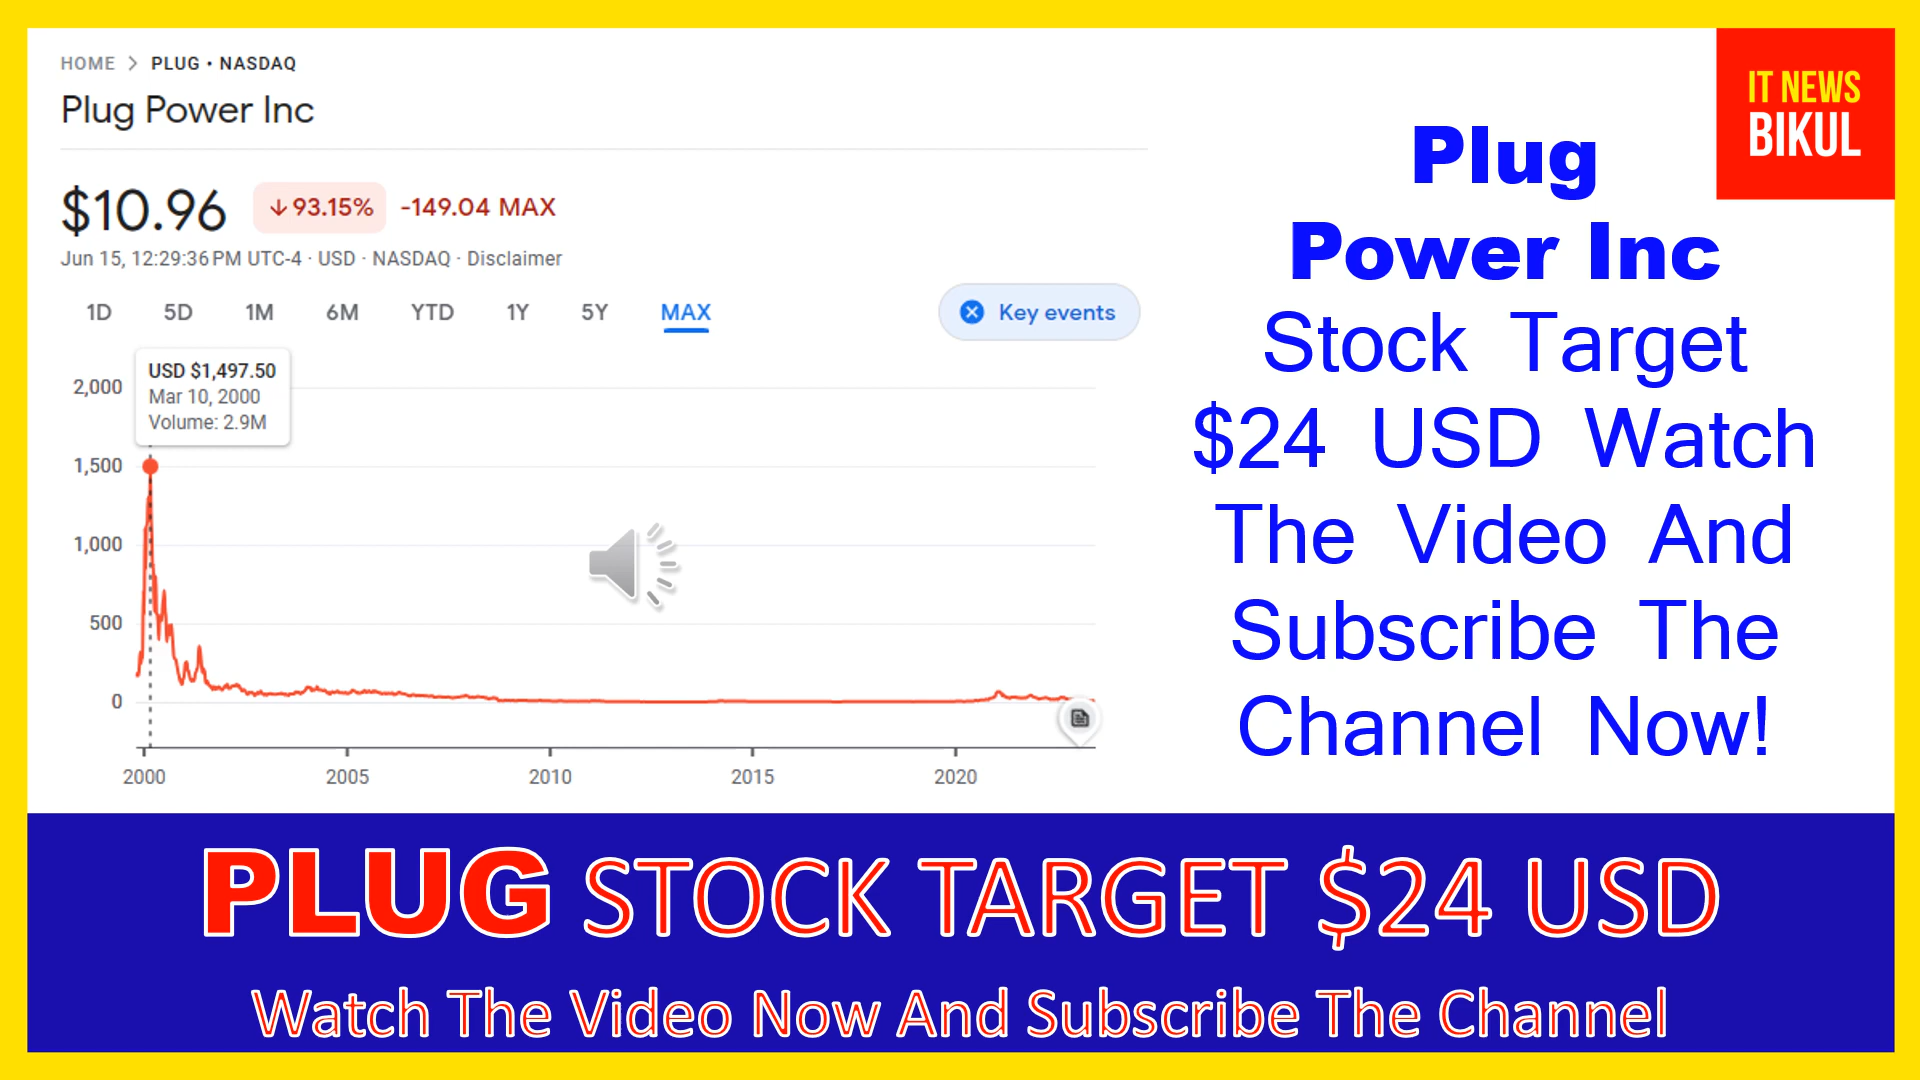 HOME > PLUG • NASDAQ
Plug Power Inc
$10.96 ↓ 93.15% -149.04 MAX
Jun 15, 12:29:36 PM UTC-4 · USD · NASDAQ · Disclaimer
1D 5D 1M 6M YTD 1Y 5Y MAX
Key events
USD $1,497.50
Mar 10, 2000
Volume: 2.9M
2,000
1,500
1,000
500
0
2000 2005 2010 2015 2020
IT NEWS
BIKUL
Plug
Power Inc
Stock Target
$24 USD Watch
The Video And
Subscribe The
Channel Now!
PLUG STOCK TARGET $24 USD
Watch The Video Now And Subscribe The Channel